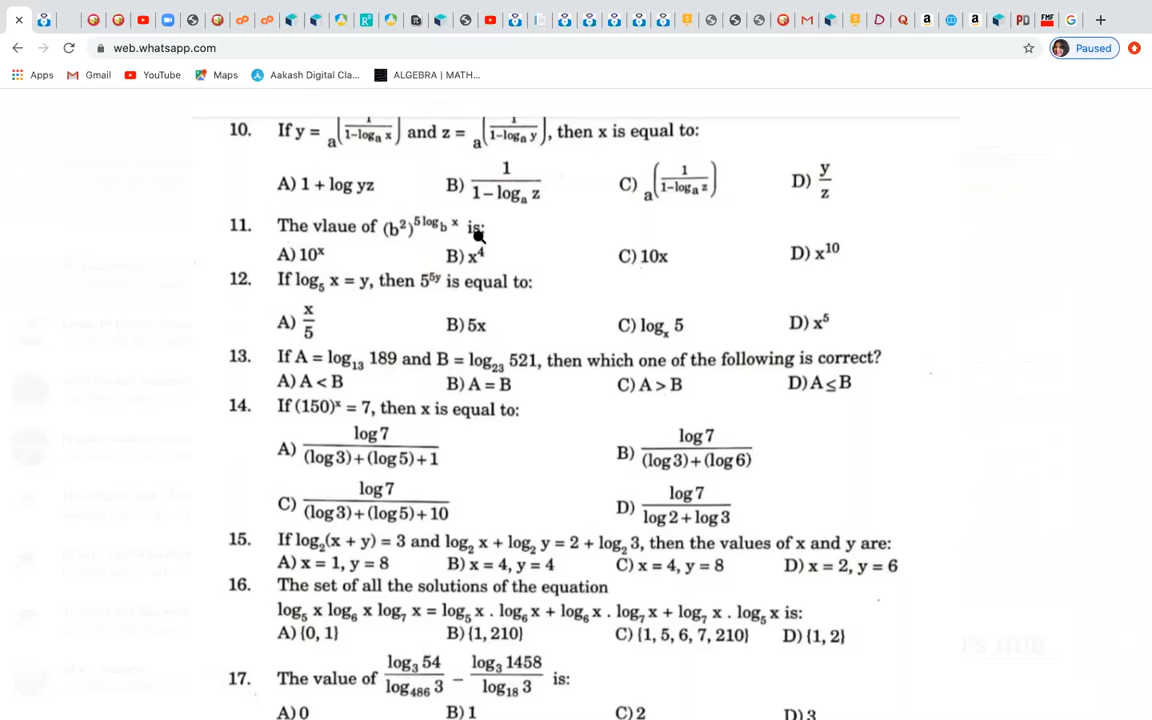 web.whatsapp.com
Paused
Apps
Gmail
YouTube
Maps
Aakash Digital Cla...
ALGEBRA | MATH...
10. If y = a^(1/(1–logₐ x)) and z = a^(1/(1–logₐ y)), then x is equal to:
A) 1 + log yz B) 1/(1– logₐ z) C) a^(1/(1–logₐ z)) D) y/z
11. The vlaue of (b²)^(5 log_b x) is:
A) 10ˣ B) x⁴ C) 10x D) x¹⁰
12. If log₅ x = y, then 5^(5y) is equal to:
A) x/5 B) 5x C) logₓ 5 D) x⁵
13. If A = log₁₃ 189 and B = log₂₃ 521, then which one of the following is correct?
A) A < B B) A = B C) A > B D) A ≤ B
14. If (150)ˣ = 7, then x is equal to:
A) log 7/((log 3)+(log 5)+1) B) log 7/((log 3)+(log 6))
C) log 7/((log 3)+(log 5)+10) D) log 7/(log 2 + log 3)
15. If log₂(x + y) = 3 and log₂ x + log₂ y = 2 + log₂ 3, then the values of x and y are:
A) x = 1, y = 8 B) x = 4, y = 4 C) x = 4, y = 8 D) x = 2, y = 6
16. The set of all the solutions of the equation
log₅ x log₆ x log₇ x = log₅ x . log₆ x + log₆ x . log₇ x + log₇ x . log₅ x is:
A) {0, 1} B) {1, 210} C) {1, 5, 6, 7, 210} D) {1, 2}
17. The value of log₃ 54/log₄₈₆ 3 – log₃ 1458/log₁₈ 3 is:
A) 0 B) 1 C) 2 D) 3